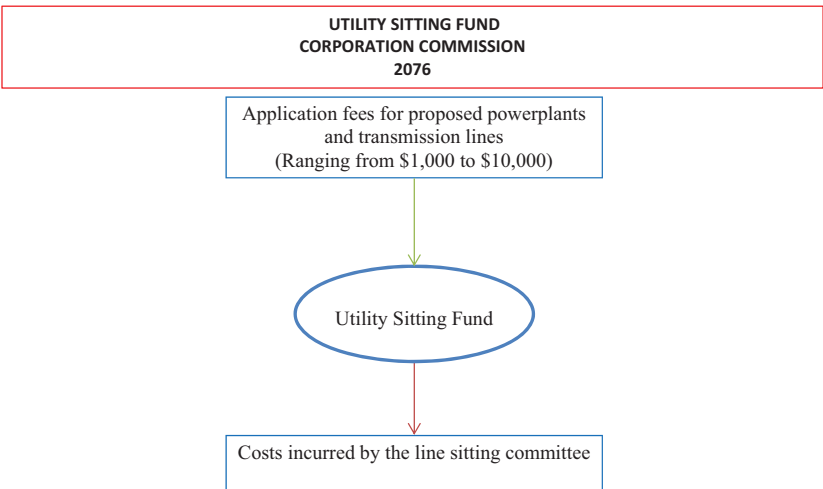 UTILITY SITTING FUND
CORPORATION COMMISSION
2076
Application fees for proposed powerplants
and transmission lines
(Ranging from $1,000 to $10,000)
Utility Sitting Fund
Costs incurred by the line sitting committee